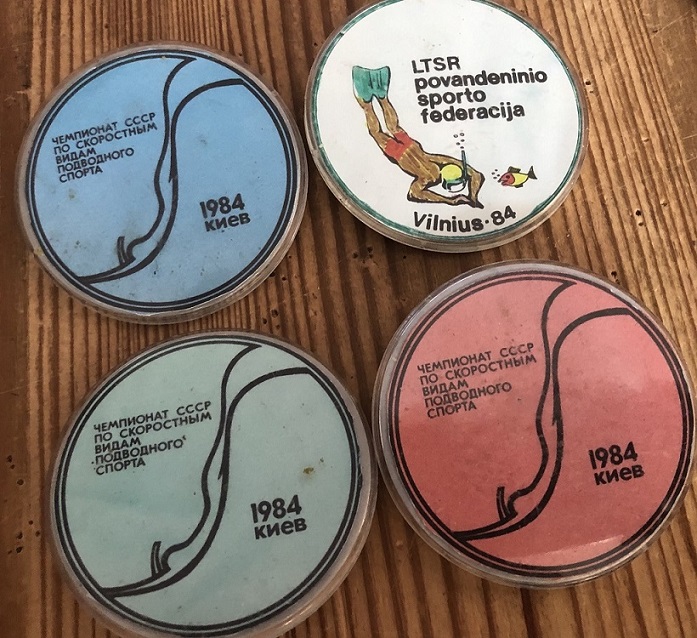 ЧЕМПИОНАТ СССР
ПО СКОРОСТНЫМ
ВИДАМ
ПОДВОДНОГО
СПОРТА
1984
киев
LTSR
povandeninio
sporto
federacija
Vilnius·84
ЧЕМПИОНАТ СССР
ПО СКОРОСТНЫМ
ВИДАМ
ПОДВОДНОГО
СПОРТА
1984
киев
ЧЕМПИОНАТ СССР
ПО СКОРОСТНЫМ
ВИДАМ
ПОДВОДНОГО
СПОРТА
1984
киев